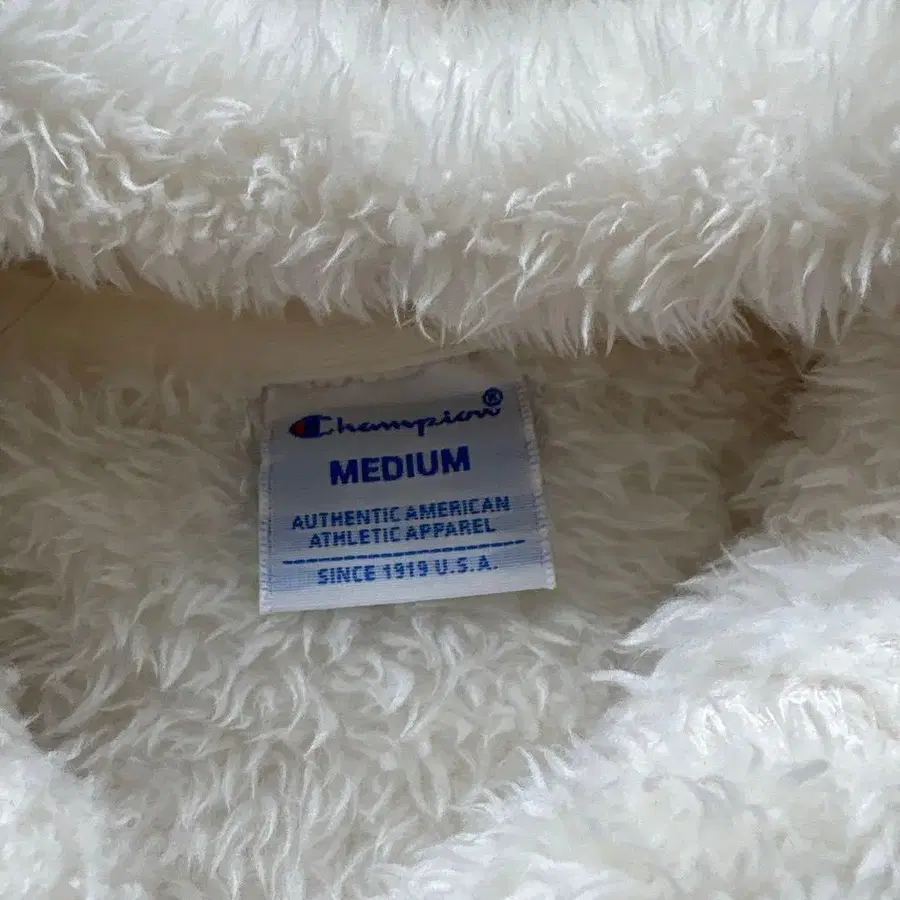 Champion®
MEDIUM
AUTHENTIC AMERICAN
ATHLETIC APPAREL
SINCE 1919 U.S.A.